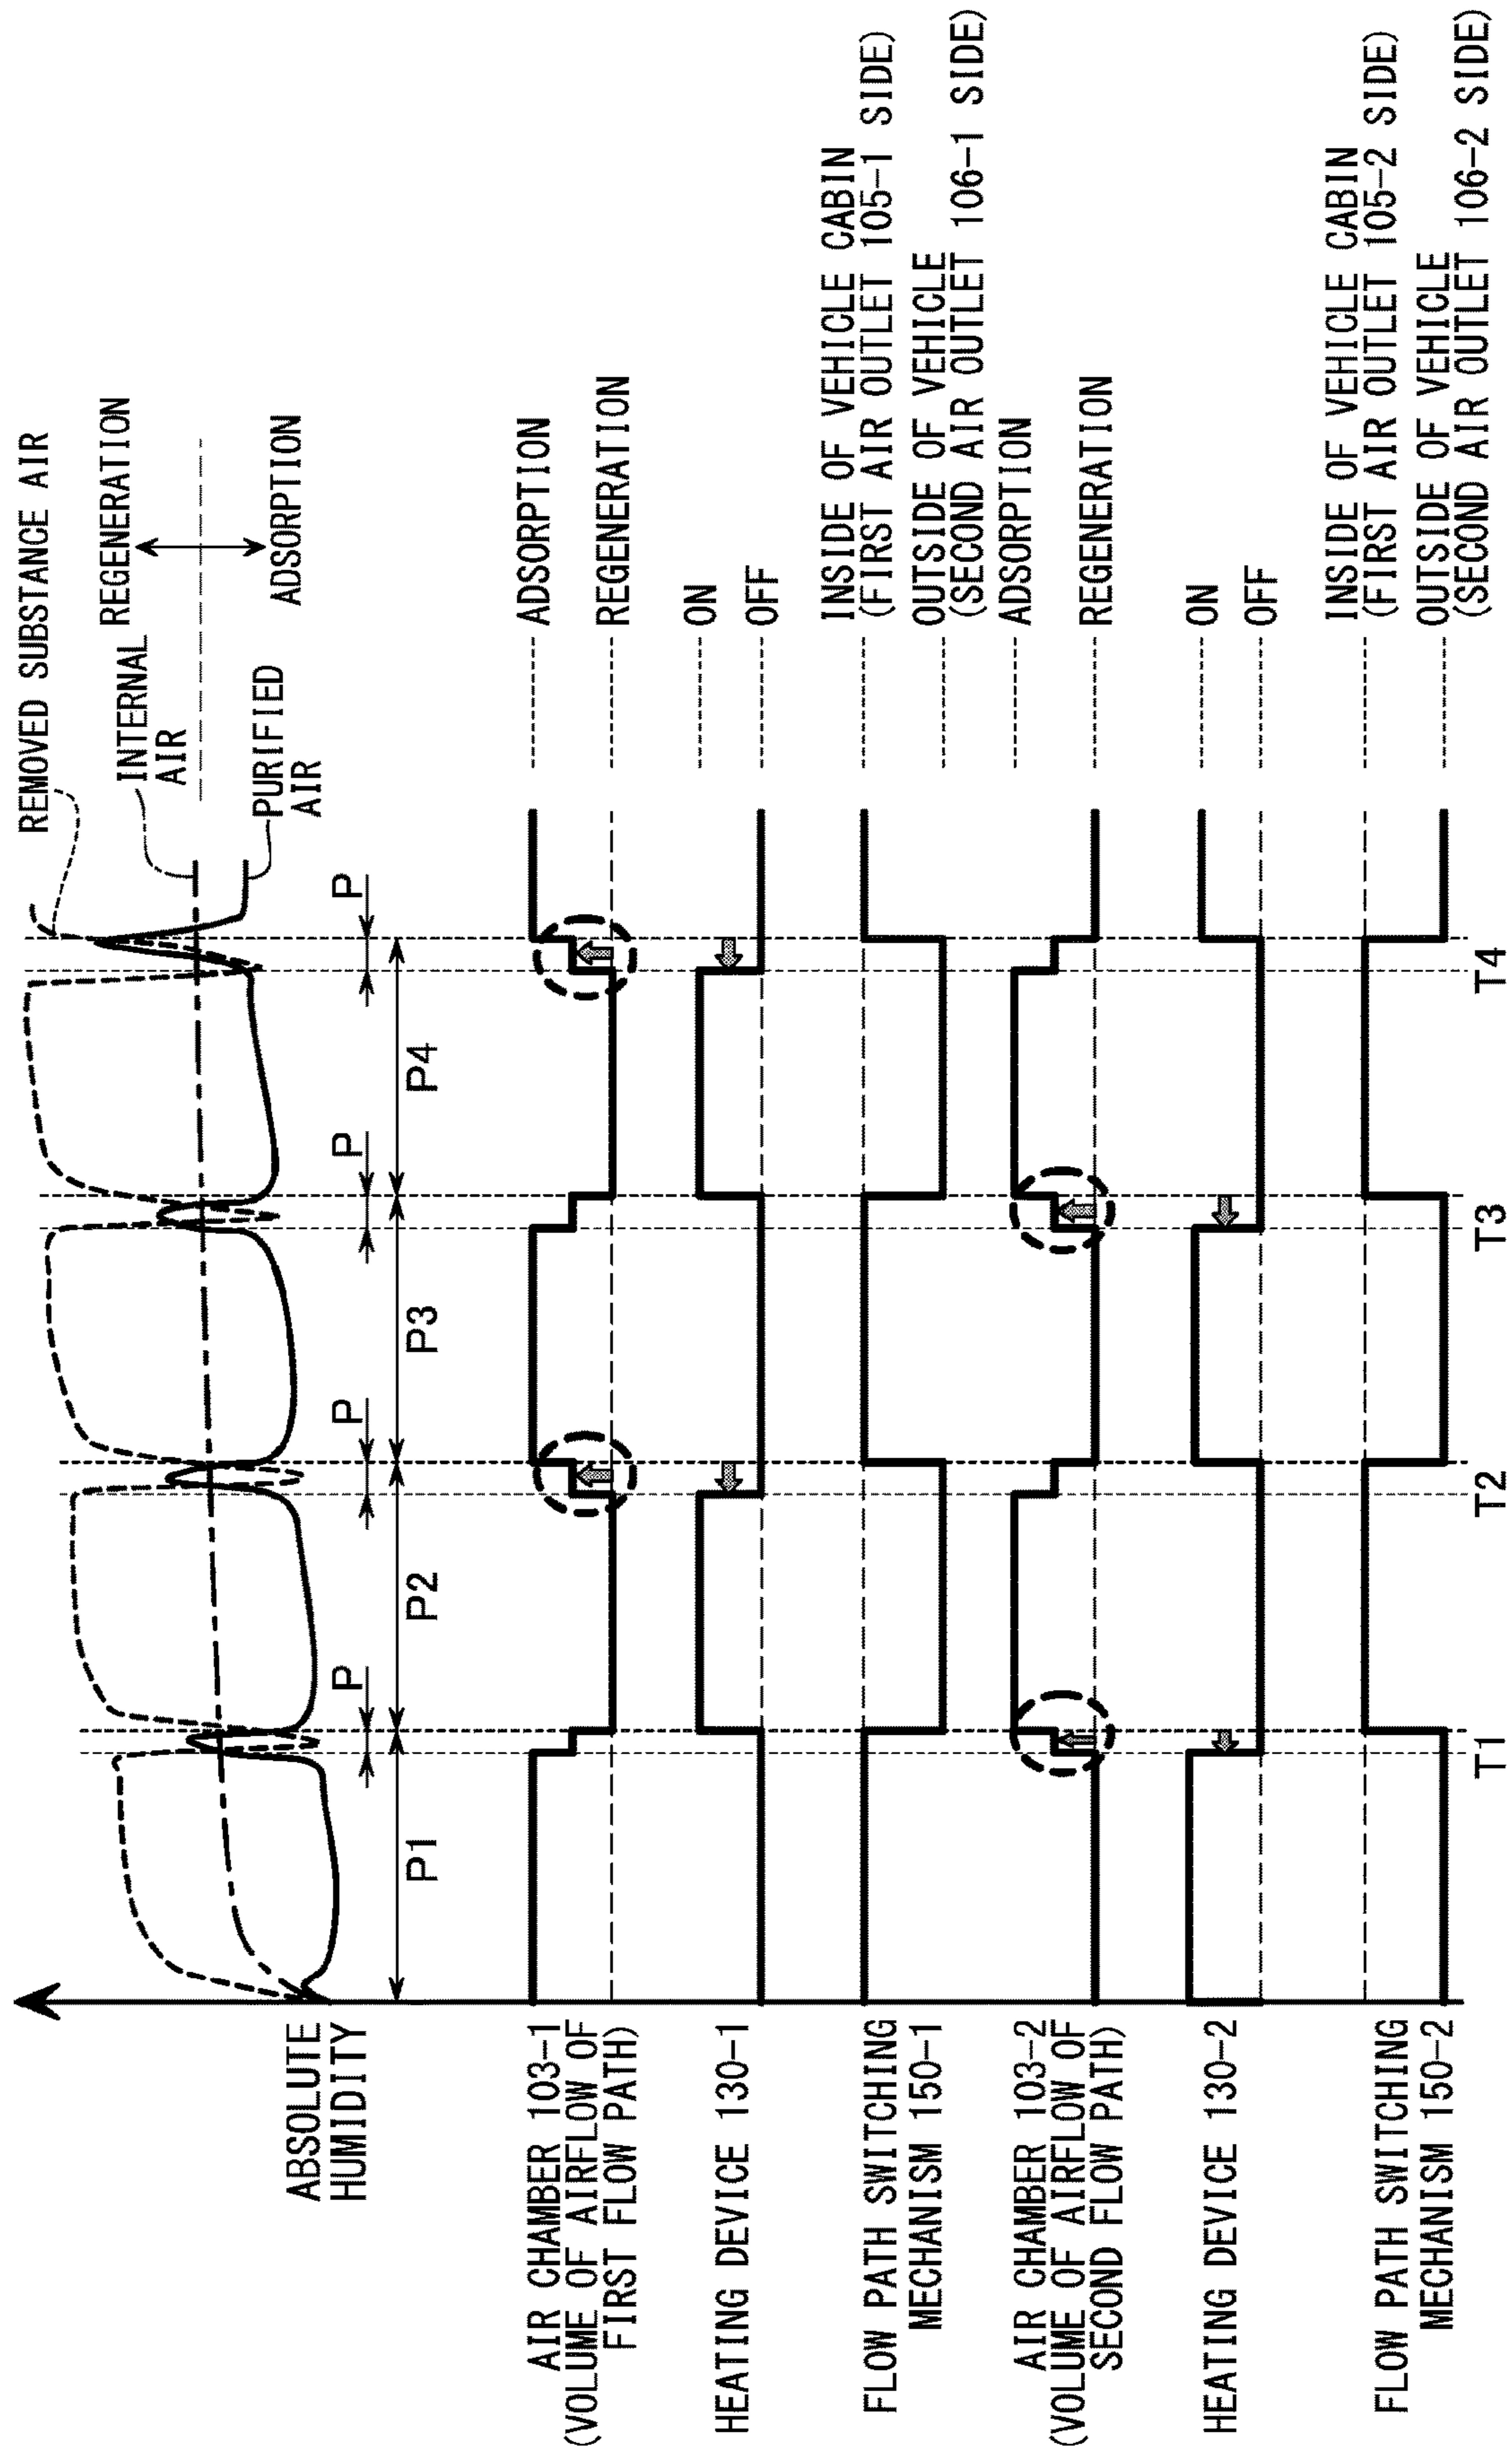 REMOVED SUBSTANCE AIR
INTERNAL
AIR
REGENERATION
PURIFIED
AIR
ADSORPTION
ABSOLUTE
HUMIDITY
P
P
P
P
P1
P2
P3
P4
AIR CHAMBER 103-1
(VOLUME OF AIRFLOW OF
FIRST FLOW PATH)
ADSORPTION
REGENERATION
HEATING DEVICE 130-1
ON
OFF
FLOW PATH SWITCHING
MECHANISM 150-1
INSIDE OF VEHICLE CABIN
(FIRST AIR OUTLET 105-1 SIDE)
OUTSIDE OF VEHICLE
(SECOND AIR OUTLET 106-1 SIDE)
AIR CHAMBER 103-2
(VOLUME OF AIRFLOW OF
SECOND FLOW PATH)
ADSORPTION
REGENERATION
HEATING DEVICE 130-2
ON
OFF
FLOW PATH SWITCHING
MECHANISM 150-2
INSIDE OF VEHICLE CABIN
(FIRST AIR OUTLET 105-2 SIDE)
OUTSIDE OF VEHICLE
(SECOND AIR OUTLET 106-2 SIDE)
T1
T2
T3
T4